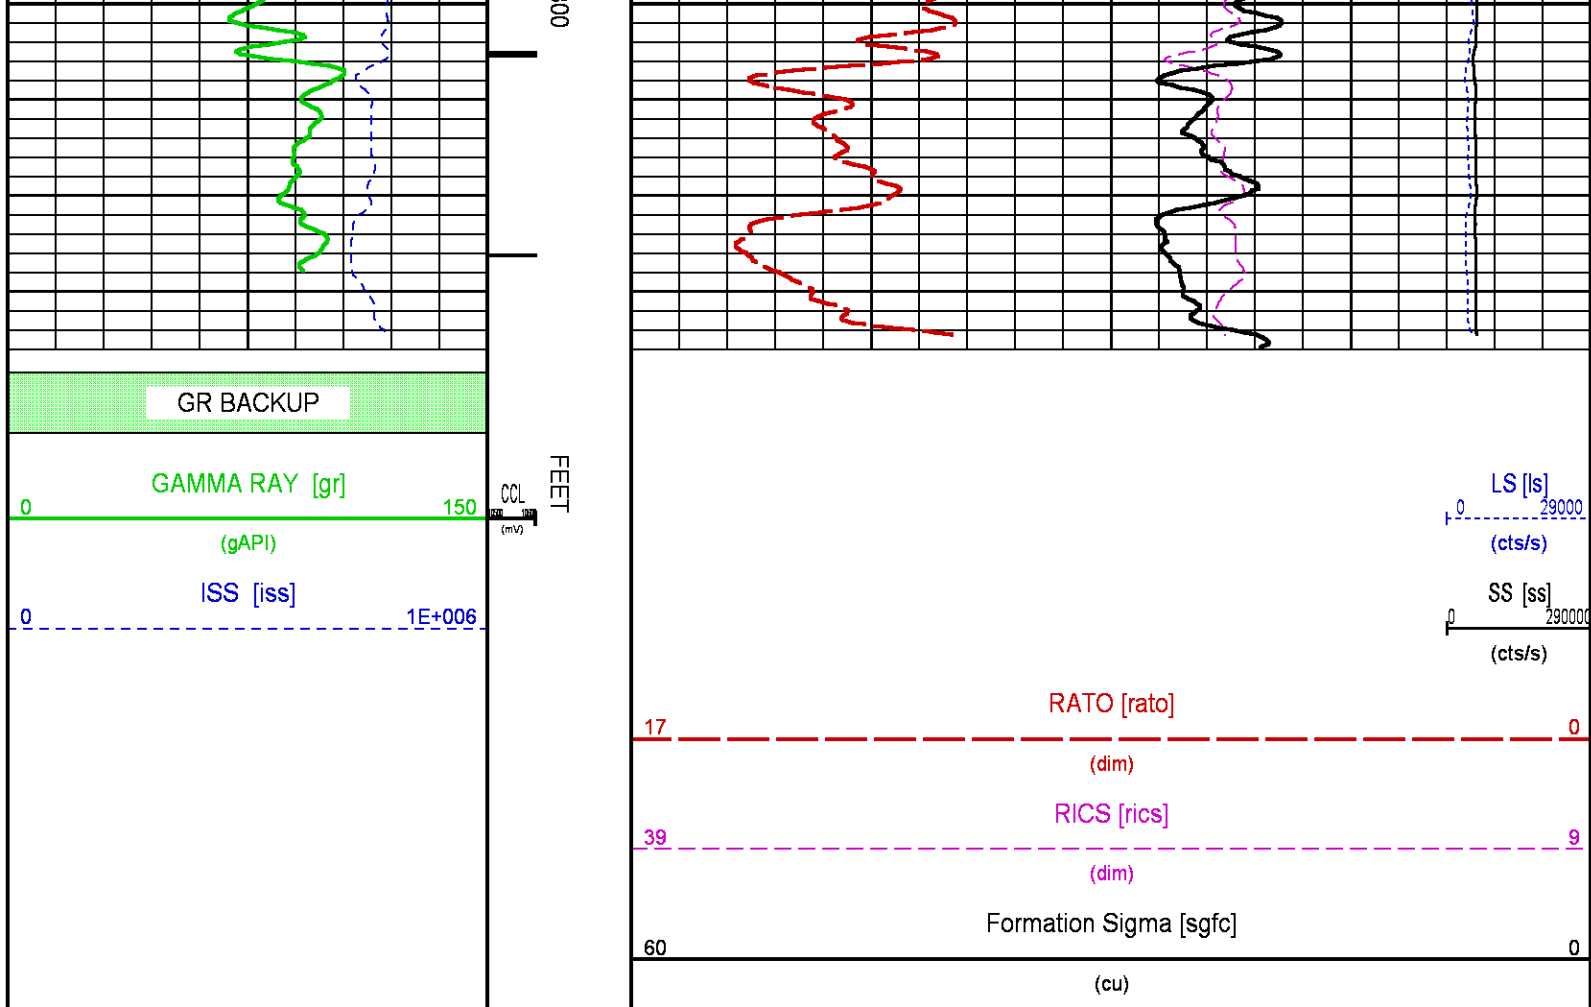 GR BACKUP
GAMMA RAY [gr]
0 150
(gAPI)
ISS [iss]
0 1E+006
CCL
(mV)
FEET
LS [ls]
0 29000
(cts/s)
SS [ss]
0 290000
(cts/s)
RATO [rato]
17 0
(dim)
RICS [rics]
39 9
(dim)
Formation Sigma [sgfc]
60 0
(cu)